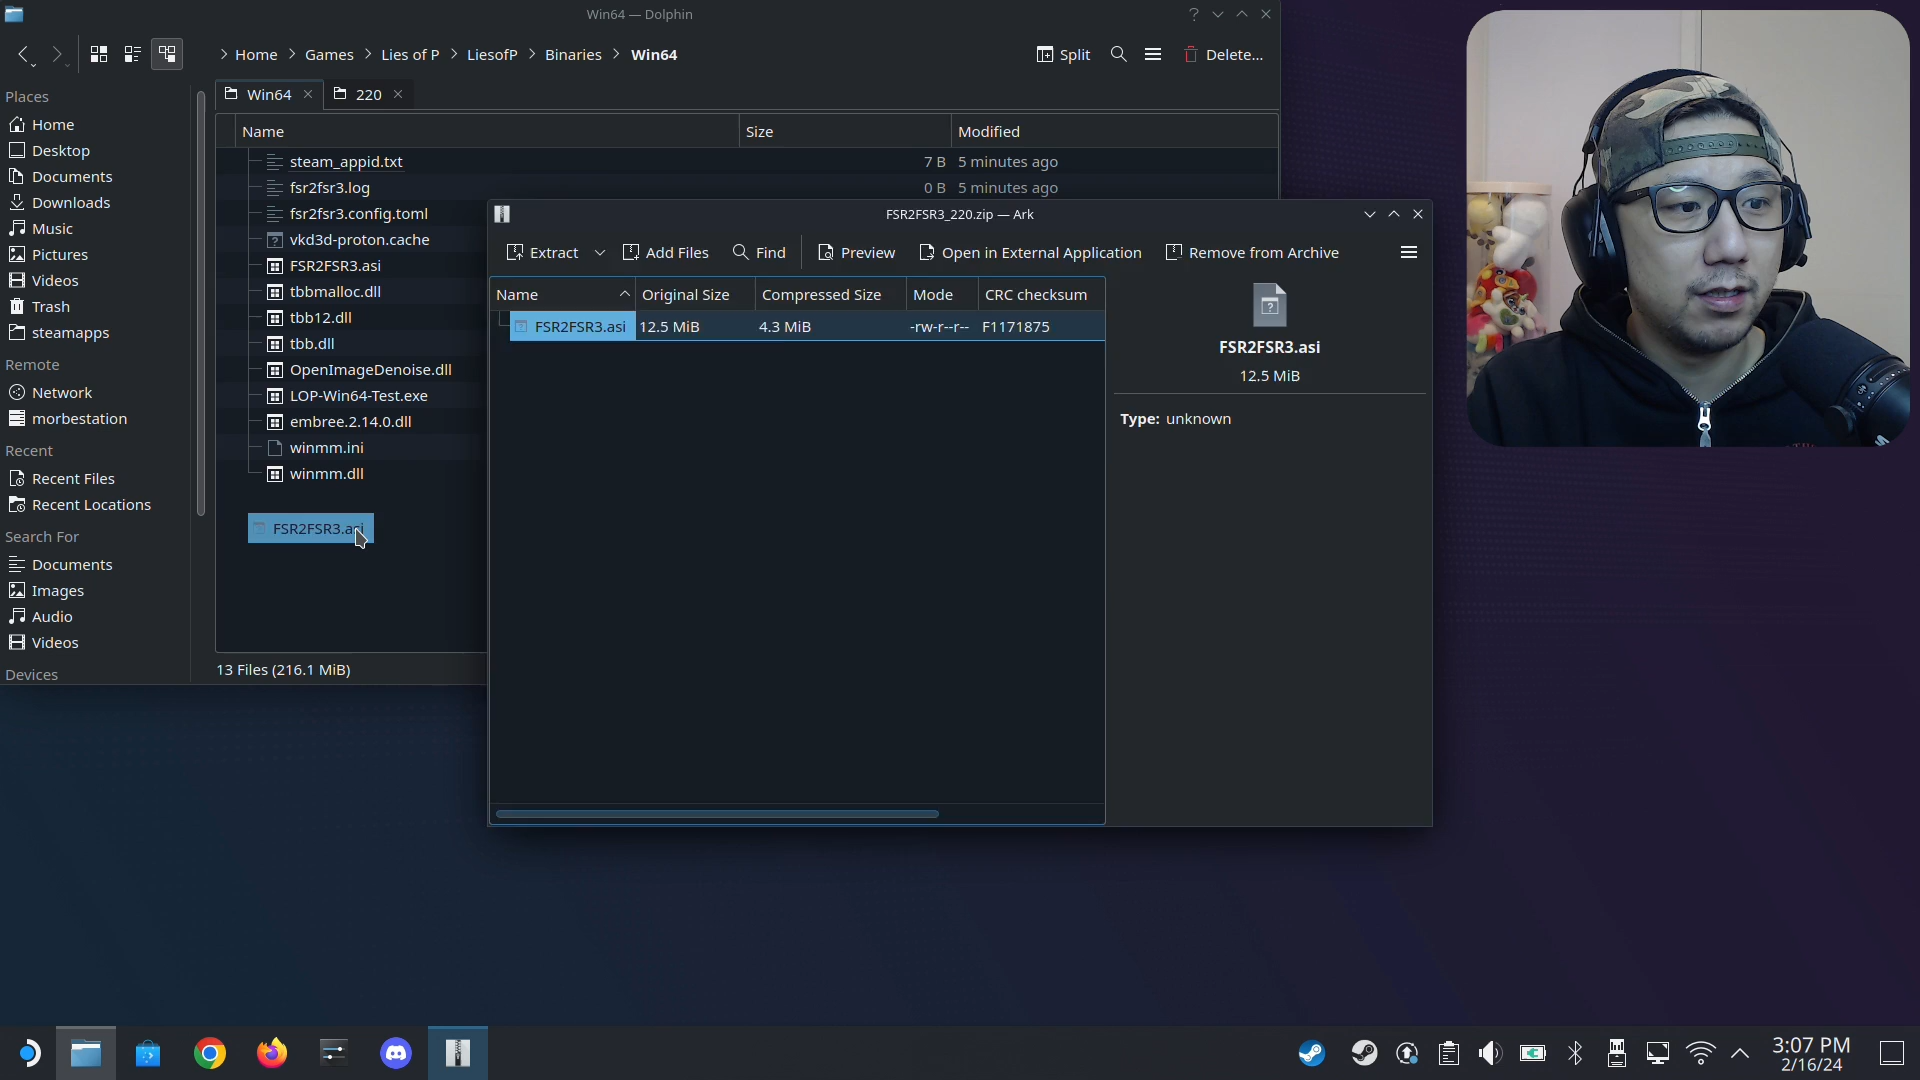 Win64 — Dolphin
Home > Games > Lies of P > LiesofP > Binaries > Win64
Split
Delete...
Places
Home
Desktop
Documents
Downloads
Music
Pictures
Videos
Trash
steamapps
Remote
Network
morbestation
Recent
Recent Files
Recent Locations
Search For
Documents
Images
Audio
Videos
Devices
Win64
220
Name Size Modified
steam_appid.txt 7 B 5 minutes ago
fsr2fsr3.log 0 B 5 minutes ago
fsr2fsr3.config.toml
vkd3d-proton.cache
FSR2FSR3.asi
tbbmalloc.dll
tbb12.dll
tbb.dll
OpenImageDenoise.dll
LOP-Win64-Test.exe
embree.2.14.0.dll
winmm.ini
winmm.dll
FSR2FSR3.asi
13 Files (216.1 MiB)
FSR2FSR3_220.zip — Ark
Extract
Add Files
Find
Preview
Open in External Application
Remove from Archive
Name Original Size Compressed Size Mode CRC checksum
FSR2FSR3.asi 12.5 MiB 4.3 MiB -rw-r--r-- F1171875
FSR2FSR3.asi
12.5 MiB
Type: unknown
3:07 PM
2/16/24